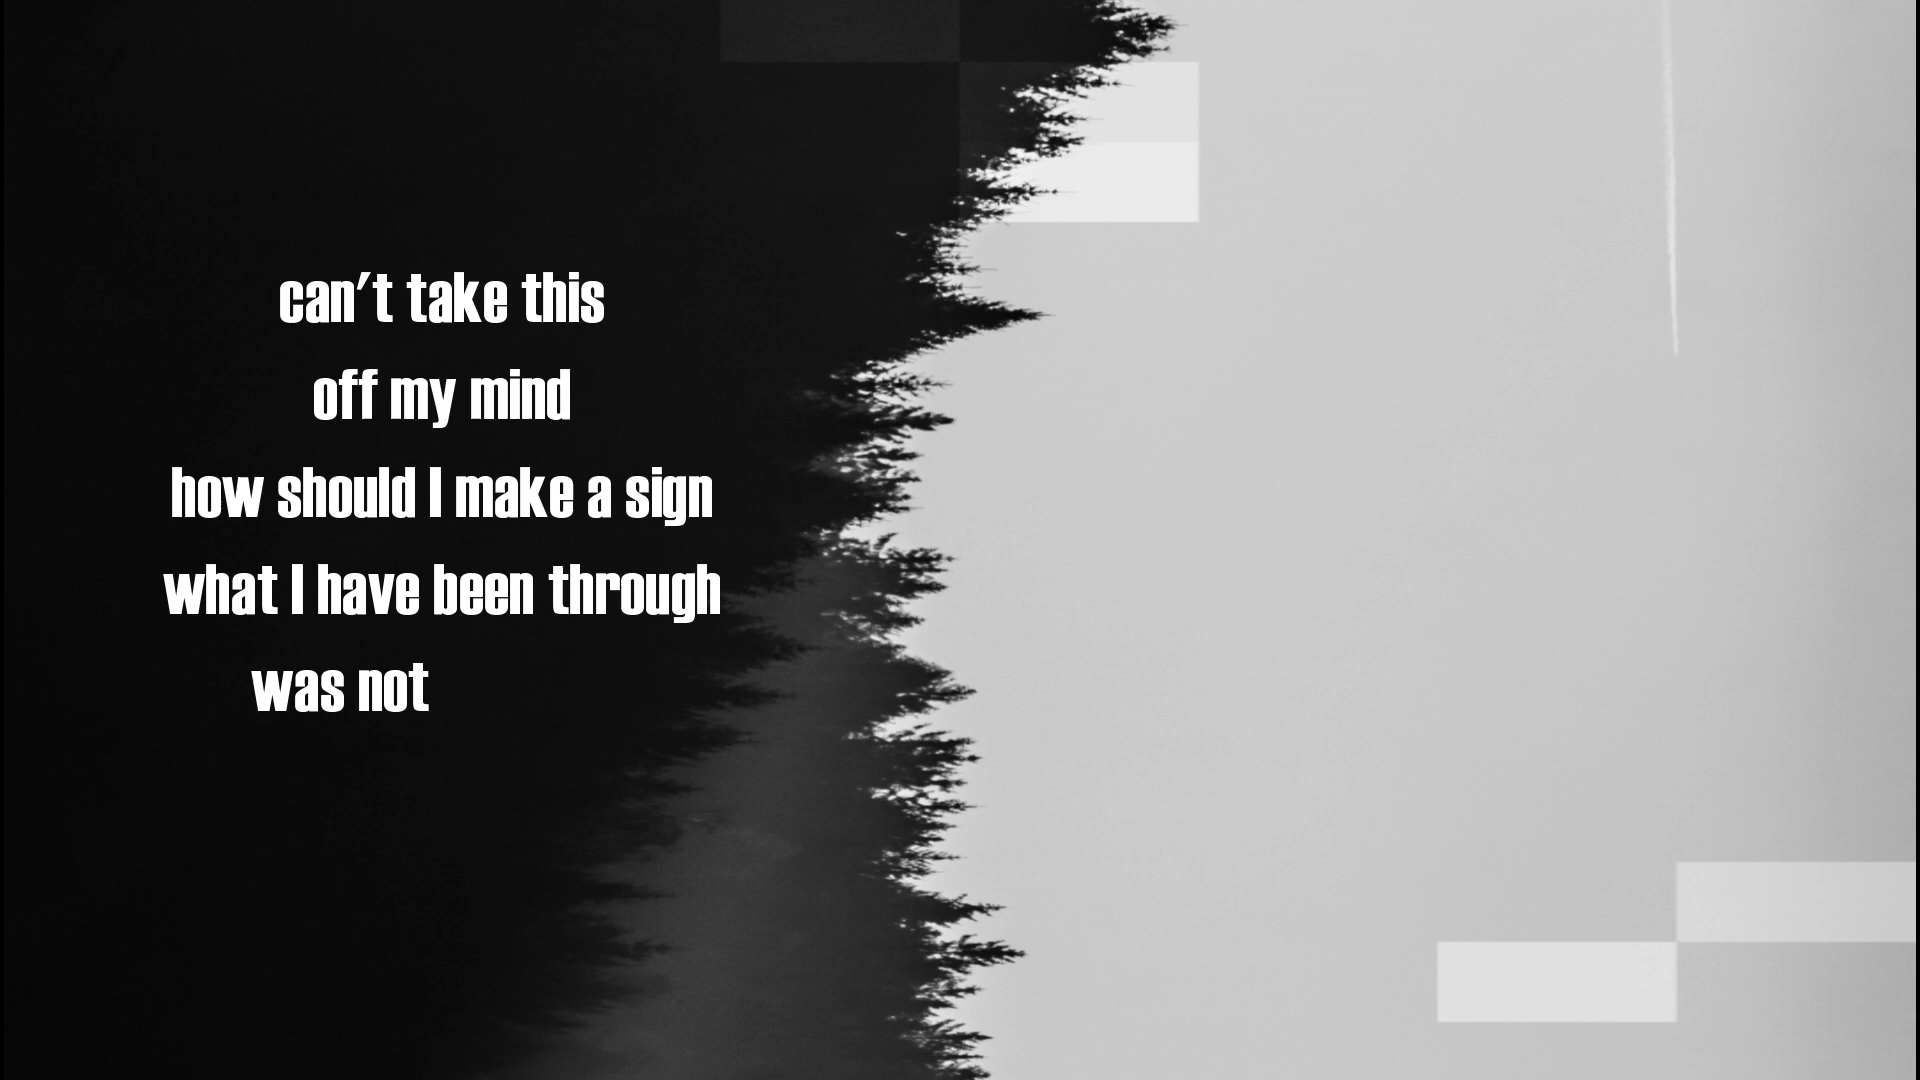 can't take this
off my mind
how should I make a sign
what I have been through
was not